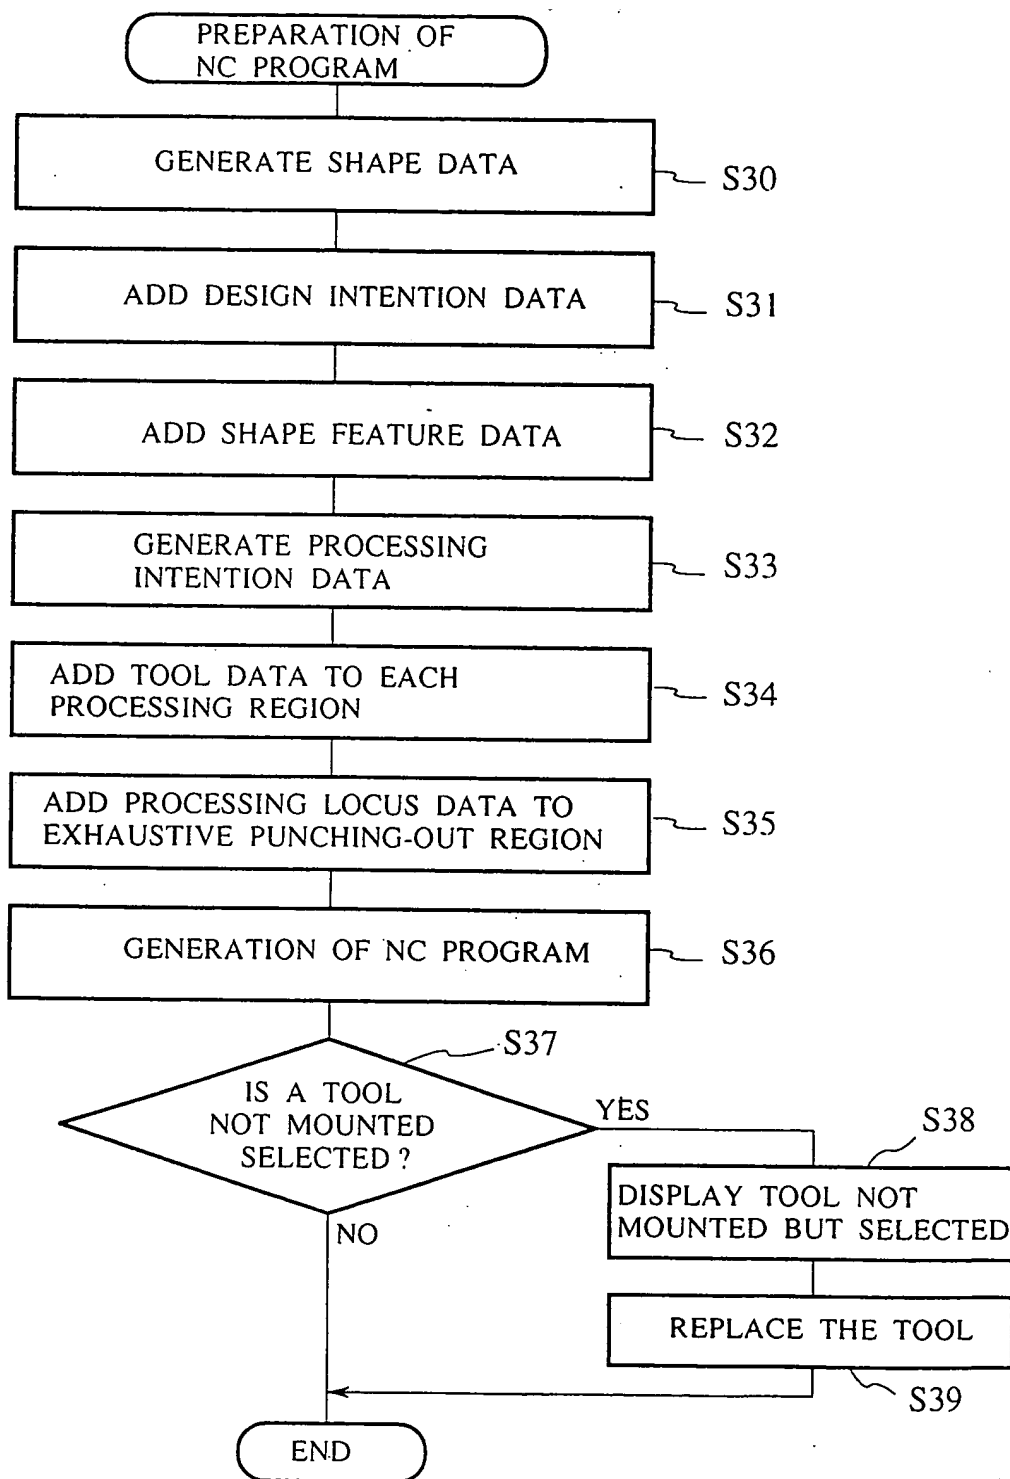 PREPARATION OF
NC PROGRAM
GENERATE SHAPE DATA
S30
ADD DESIGN INTENTION DATA
S31
ADD SHAPE FEATURE DATA
S32
GENERATE PROCESSING
INTENTION DATA
S33
ADD TOOL DATA TO EACH
PROCESSING REGION
S34
ADD PROCESSING LOCUS DATA TO
EXHAUSTIVE PUNCHING-OUT REGION
S35
GENERATION OF NC PROGRAM
S36
S37
IS A TOOL
NOT MOUNTED
SELECTED?
YES
NO
S38
DISPLAY TOOL NOT
MOUNTED BUT SELECTED
REPLACE THE TOOL
S39
END